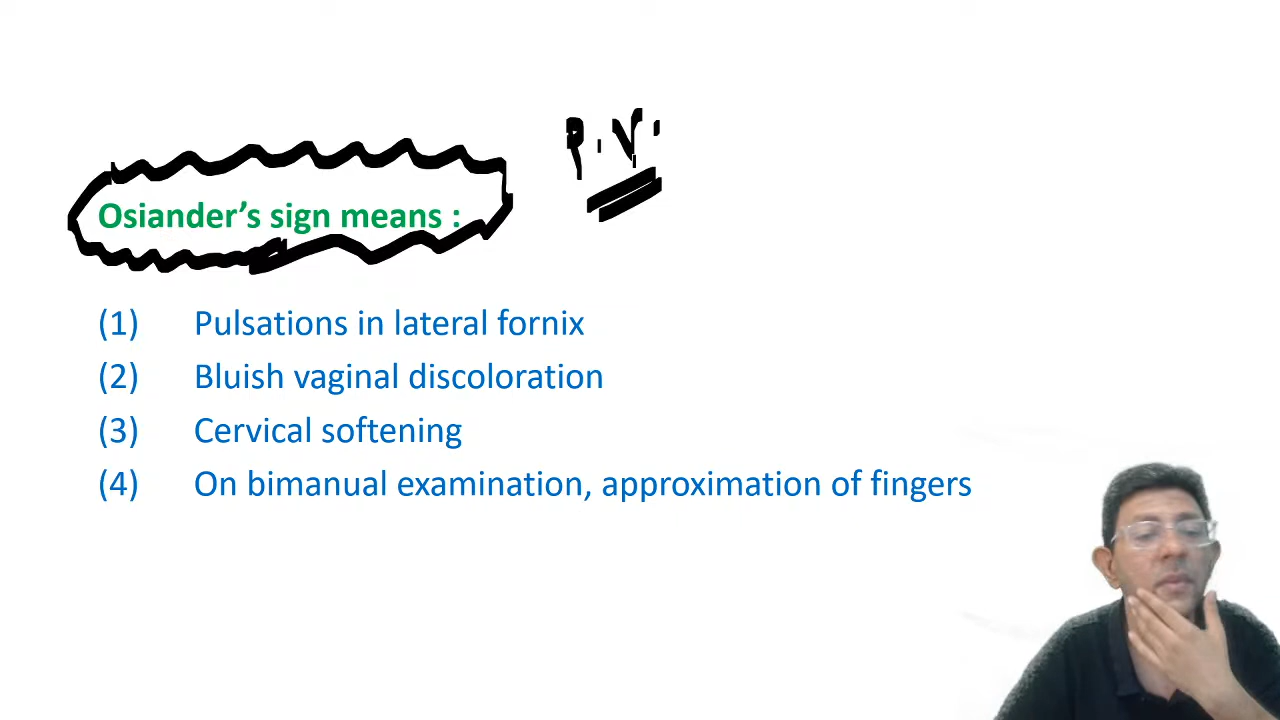 P.V.
Osiander’s sign means :
(1) Pulsations in lateral fornix
(2) Bluish vaginal discoloration
(3) Cervical softening
(4) On bimanual examination, approximation of fingers